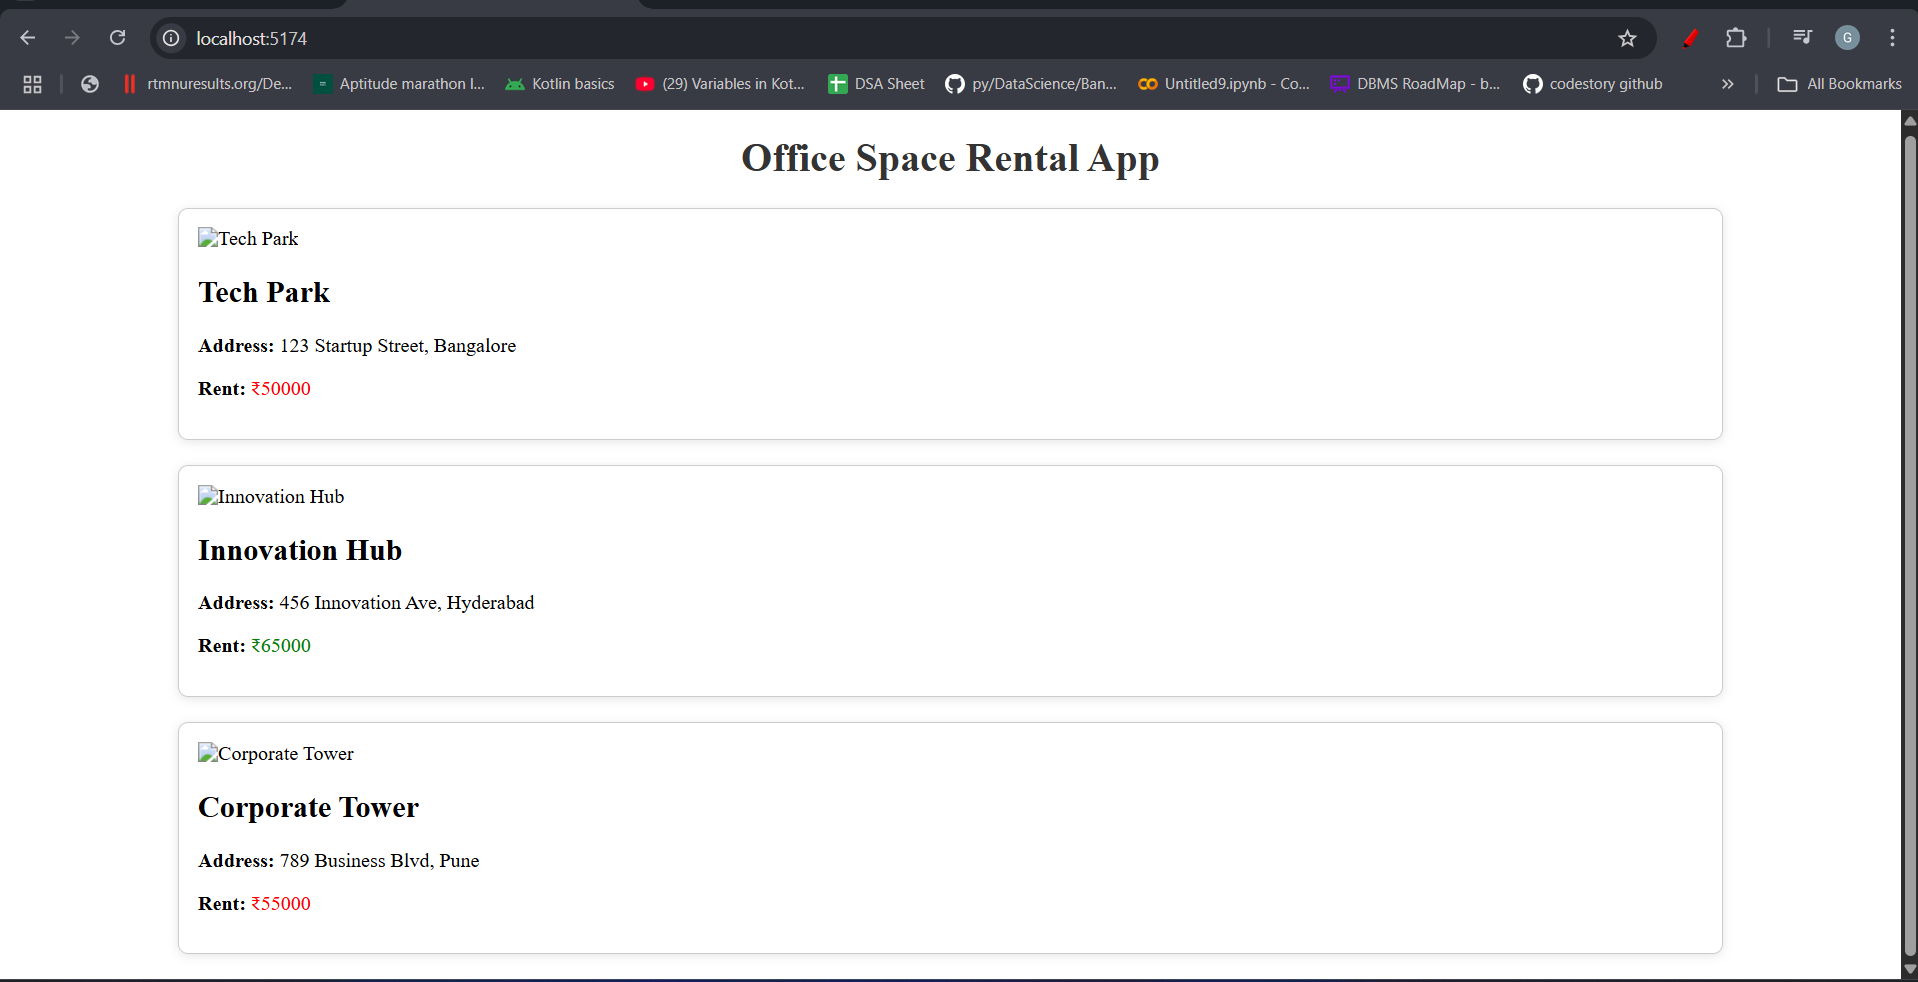 localhost:5174
G
rtmnuresults.org/De... Aptitude marathon I... Kotlin basics (29) Variables in Kot... DSA Sheet py/DataScience/Ban... Untitled9.ipynb - Co... DBMS RoadMap - b... codestory github » All Bookmarks
Office Space Rental App
Tech Park
Tech Park
Address: 123 Startup Street, Bangalore
Rent: ₹50000
Innovation Hub
Innovation Hub
Address: 456 Innovation Ave, Hyderabad
Rent: ₹65000
Corporate Tower
Corporate Tower
Address: 789 Business Blvd, Pune
Rent: ₹55000